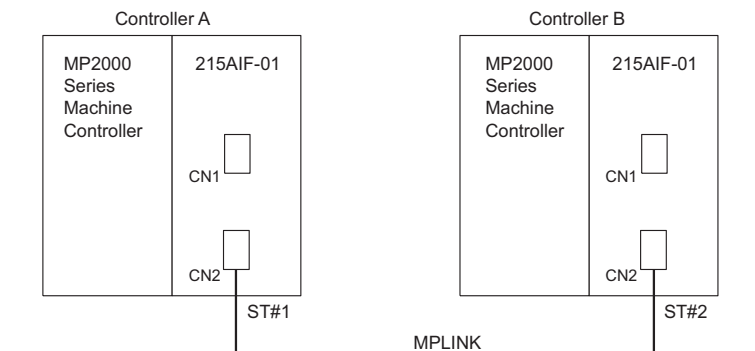 Controller A
Controller B
MP2000
Series
Machine
Controller
215AIF-01
CN1
CN2
ST#1
MP2000
Series
Machine
Controller
215AIF-01
CN1
CN2
ST#2
MPLINK